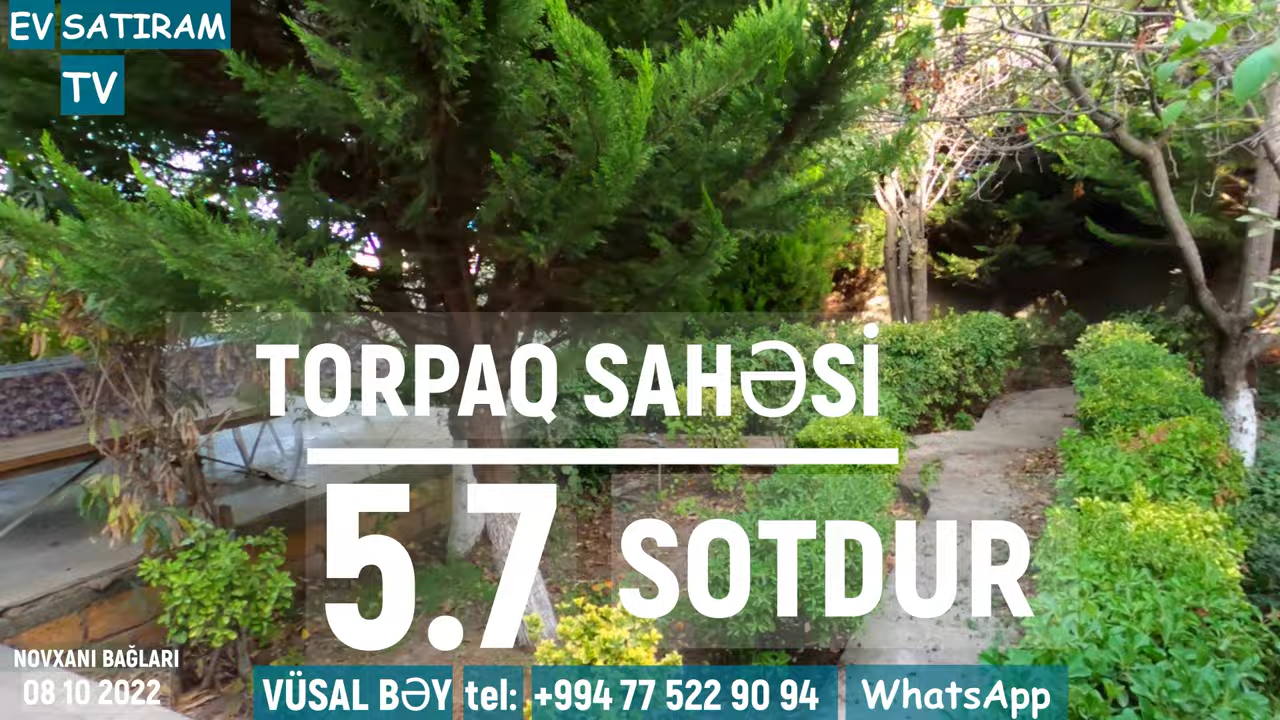 EV SATIRAM
TV
TORPAQ SAHƏSİ
5.7 SOTDUR
NOVXANI BAĞLARI
08 10 2022
VÜSAL BƏY tel: +994 77 522 90 94 WhatsApp